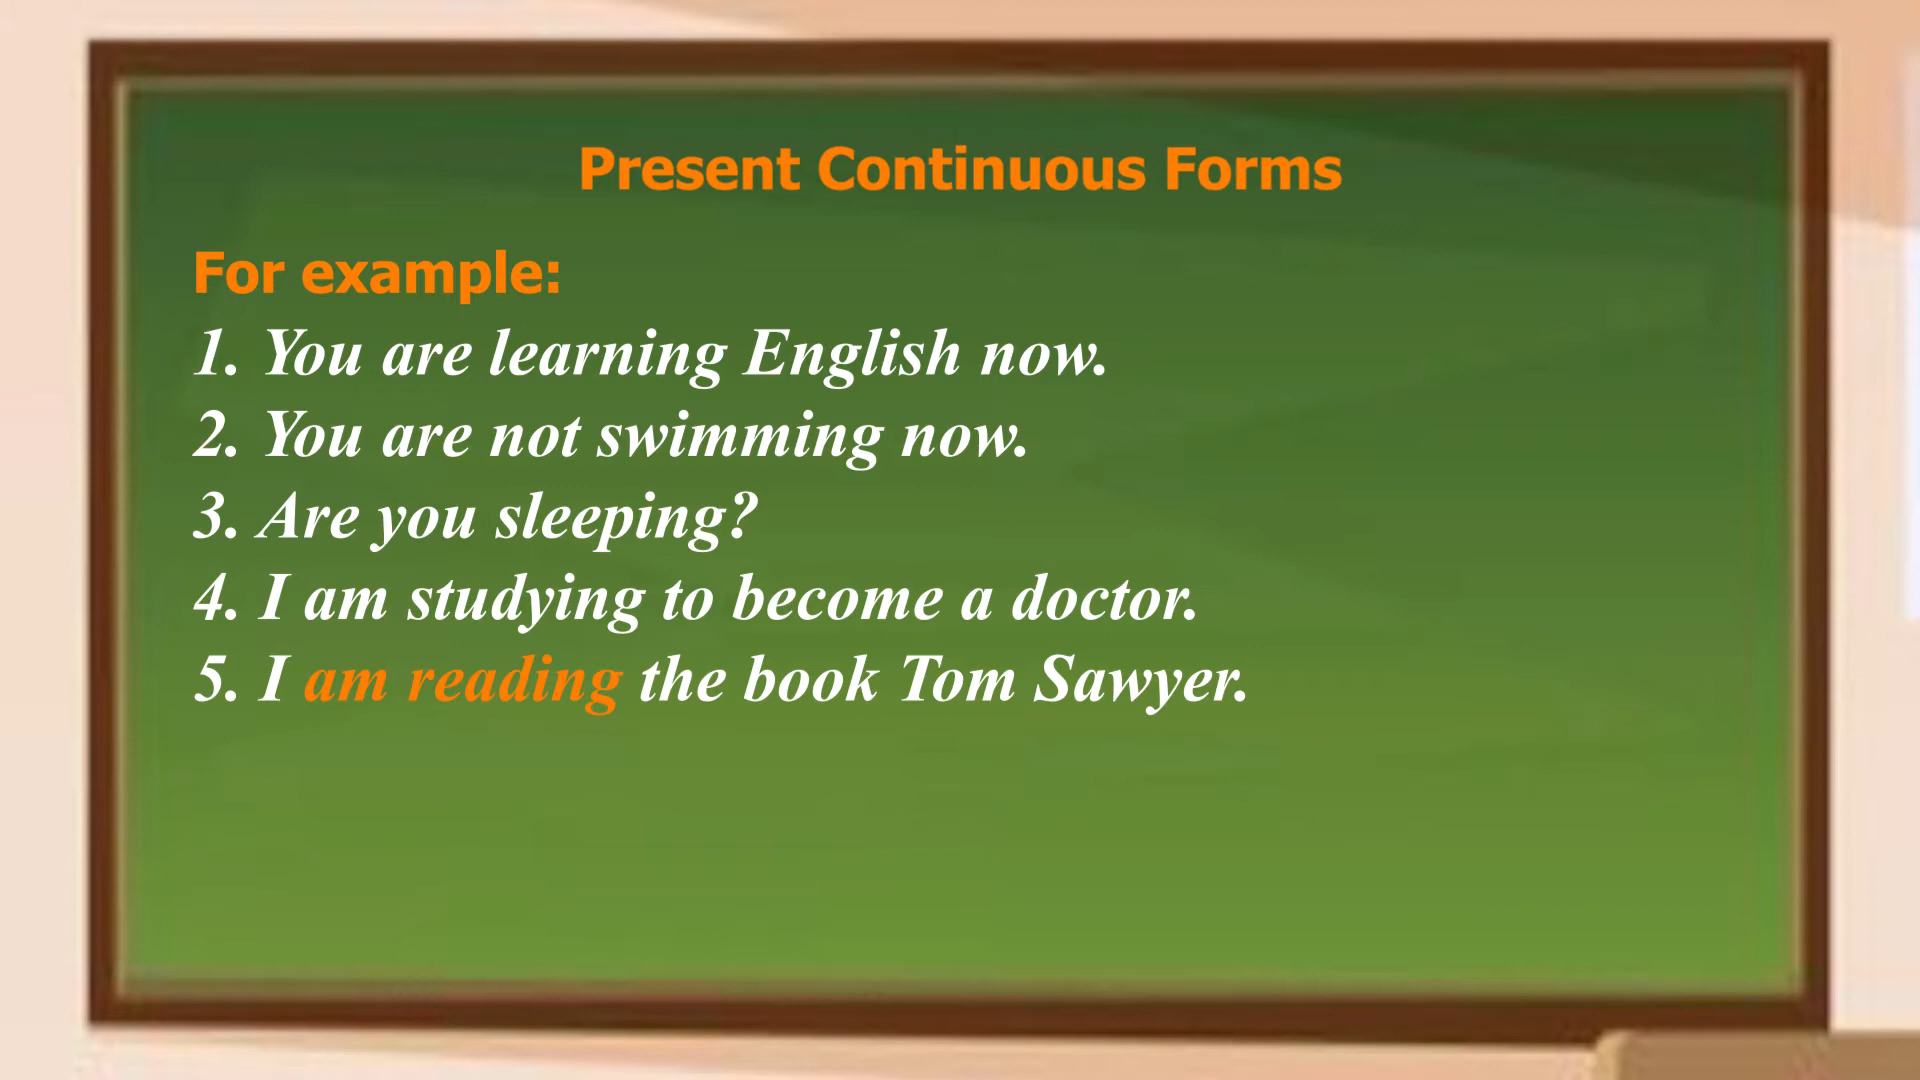 Present Continuous Forms
For example:
1. You are learning English now.
2. You are not swimming now.
3. Are you sleeping?
4. I am studying to become a doctor.
5. I am reading the book Tom Sawyer.